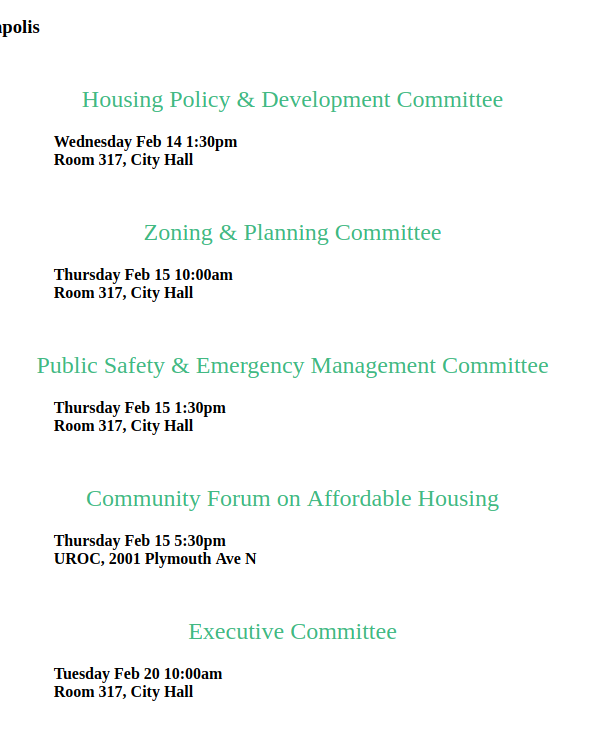 apolis
Housing Policy & Development Committee
Wednesday Feb 14 1:30pm
Room 317, City Hall
Zoning & Planning Committee
Thursday Feb 15 10:00am
Room 317, City Hall
Public Safety & Emergency Management Committee
Thursday Feb 15 1:30pm
Room 317, City Hall
Community Forum on Affordable Housing
Thursday Feb 15 5:30pm
UROC, 2001 Plymouth Ave N
Executive Committee
Tuesday Feb 20 10:00am
Room 317, City Hall